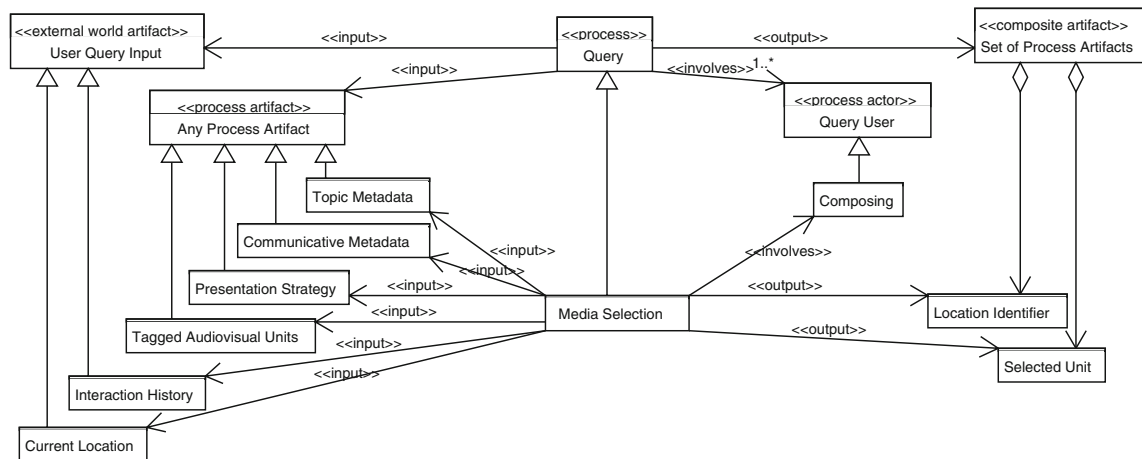 <<external world artifact>>
User Query Input
<<input>>
<<process>>
Query
<<output>>
<<composite artifact>>
Set of Process Artifacts
<<input>>
<<involves>>
1..*
<<process artifact>>
Any Process Artifact
<<process actor>>
Query User
Topic Metadata
Composing
Communicative Metadata
<<input>>
<<involves>>
<<input>>
Presentation Strategy
<<input>>
<<output>>
Media Selection
Location Identifier
<<input>>
Tagged Audiovisual Units
<<output>>
<<input>>
Selected Unit
<<input>>
Interaction History
Current Location